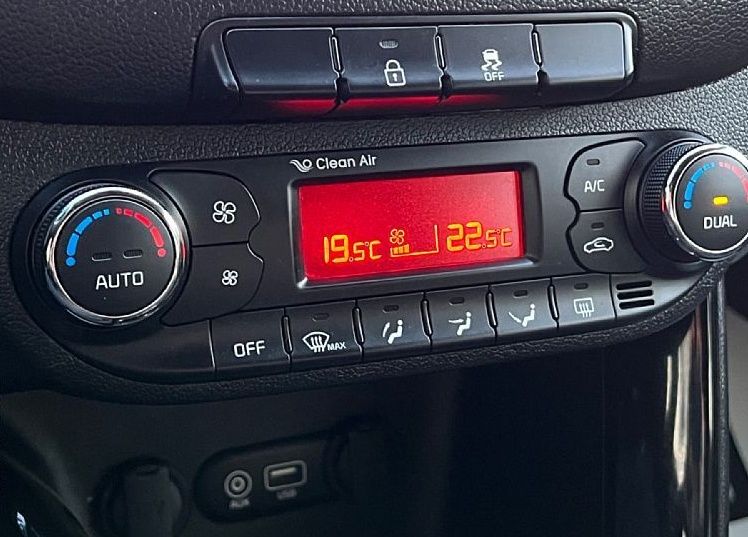 OFF
Clean Air
A/C
19.5°C
22.5°C
AUTO
DUAL
OFF
MAX
AUX
USB